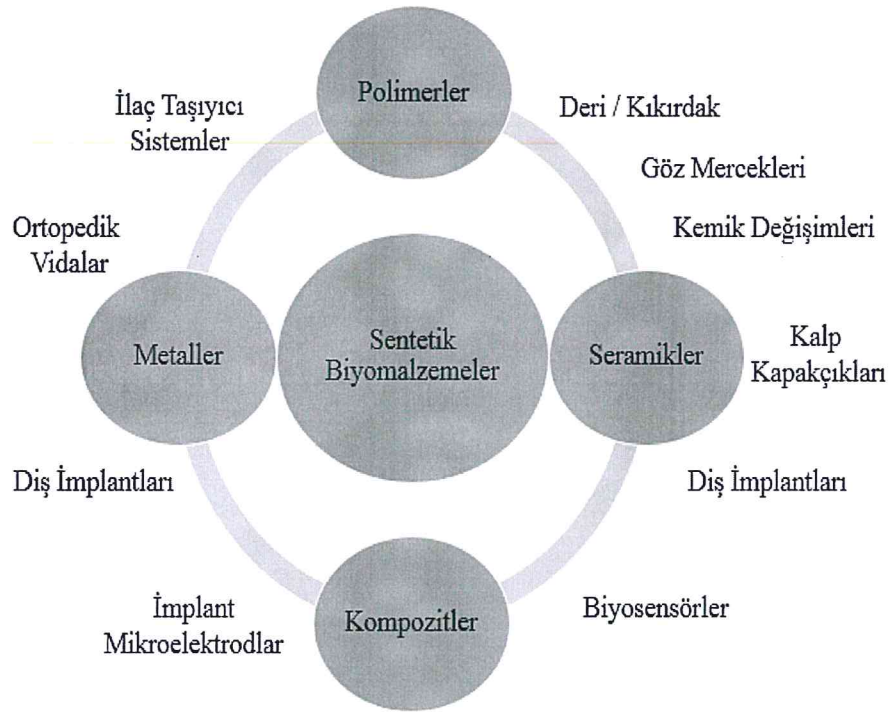 Polimerler
İlaç Taşıyıcı
Sistemler
Deri / Kıkırdak
Göz Mercekleri
Ortopedik
Vidalar
Kemik Değişimleri
Metaller
Sentetik
Biyomalzemeler
Seramikler
Kalp
Kapakçıkları
Diş İmplantları
Diş İmplantları
İmplant
Mikroelektrodlar
Kompozitler
Biyosensörler